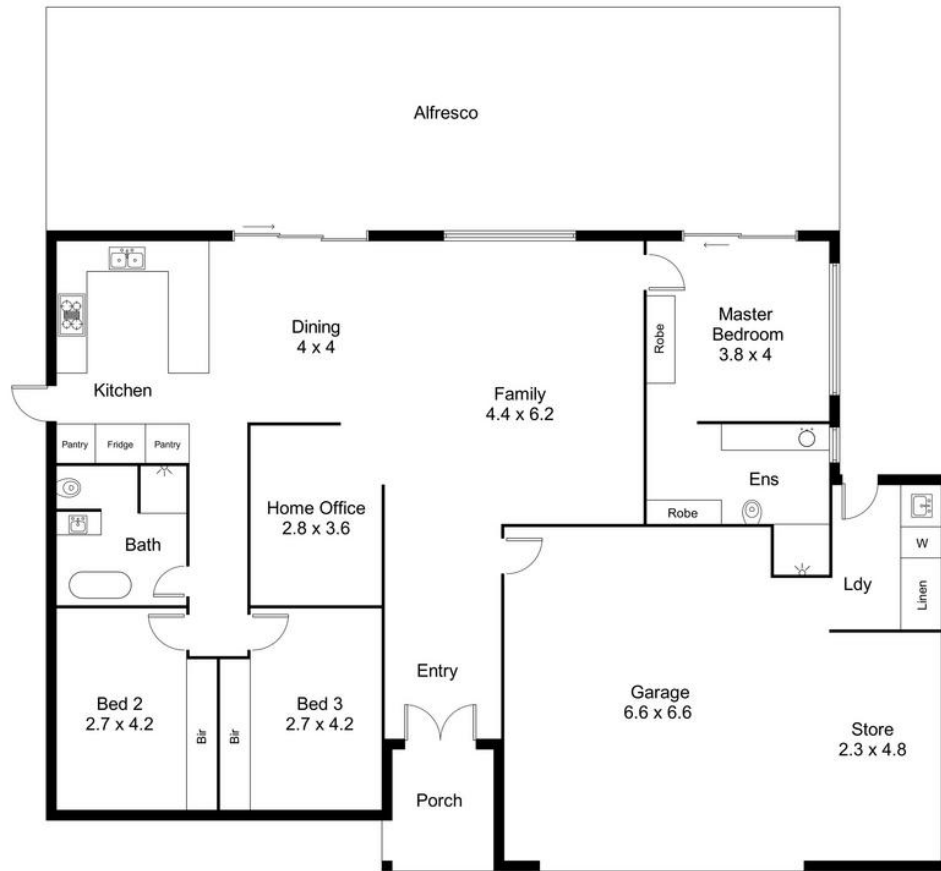 Alfresco
Dining
4 x 4
Master
Bedroom
3.8 x 4
Robe
Kitchen
Family
4.4 x 6.2
Pantry
Fridge
Pantry
Ens
Home Office
2.8 x 3.6
Robe
Bath
W
Ldy
Linen
Entry
Bed 2
2.7 x 4.2
Bir
Bir
Bed 3
2.7 x 4.2
Garage
6.6 x 6.6
Store
2.3 x 4.8
Porch